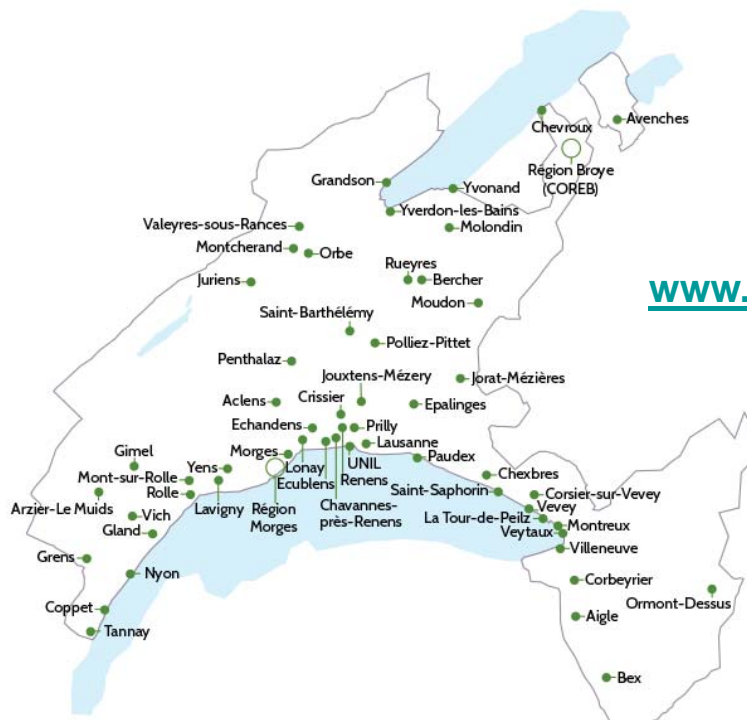 Chevroux
Avenches
Région Broye
(COREB)
Grandson
Yvonand
Yverdon-les-Bains
Valeyres-sous-Rances
Molondin
Montcherand
Orbe
Rueyres
Juriens
Bercher
www.
Moudon
Saint-Barthélémy
Polliez-Pittet
Penthalaz
Jouxtens-Mézery
Jorat-Mézières
Aclens
Crissier
Epalinges
Echandens
Prilly
Lausanne
Gimel
Morges
Paudex
Yens
Lonay
UNIL
Mont-sur-Rolle
Ecublens
Renens
Chexbres
Rolle
Lavigny
Région
Morges
Chavannes-
près-Renens
Saint-Saphorin
Corsier-sur-Vevey
Arzier-Le Muids
Vevey
Vich
La Tour-de-Peilz
Montreux
Gland
Veytaux
Villeneuve
Grens
Nyon
Corbeyrier
Ormont-Dessus
Coppet
Aigle
Tannay
Bex